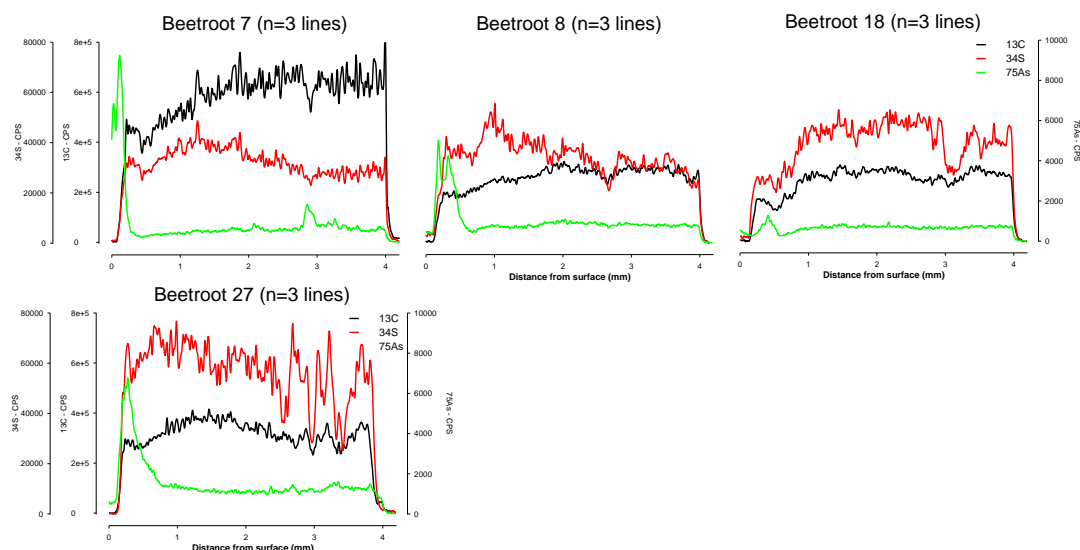 Beetroot 7 (n=3 lines)
Beetroot 8 (n=3 lines)
Beetroot 18 (n=3 lines)
80000
60000
40000
20000
0
34S - CPS
8e+5
6e+5
4e+5
2e+5
0
13C - CPS
0 1 2 3 4
0 1 2 3 4
Distance from surface (mm)
0 1 2 3 4
Distance from surface (mm)
13C
34S
75As
10000
8000
6000
4000
2000
0
75As - CPS
Beetroot 27 (n=3 lines)
80000
60000
40000
20000
0
34S - CPS
8e+5
6e+5
4e+5
2e+5
0
13C - CPS
0 1 2 3 4
Distance from surface (mm)
13C
34S
75As
10000
8000
6000
4000
2000
0
75As - CPS